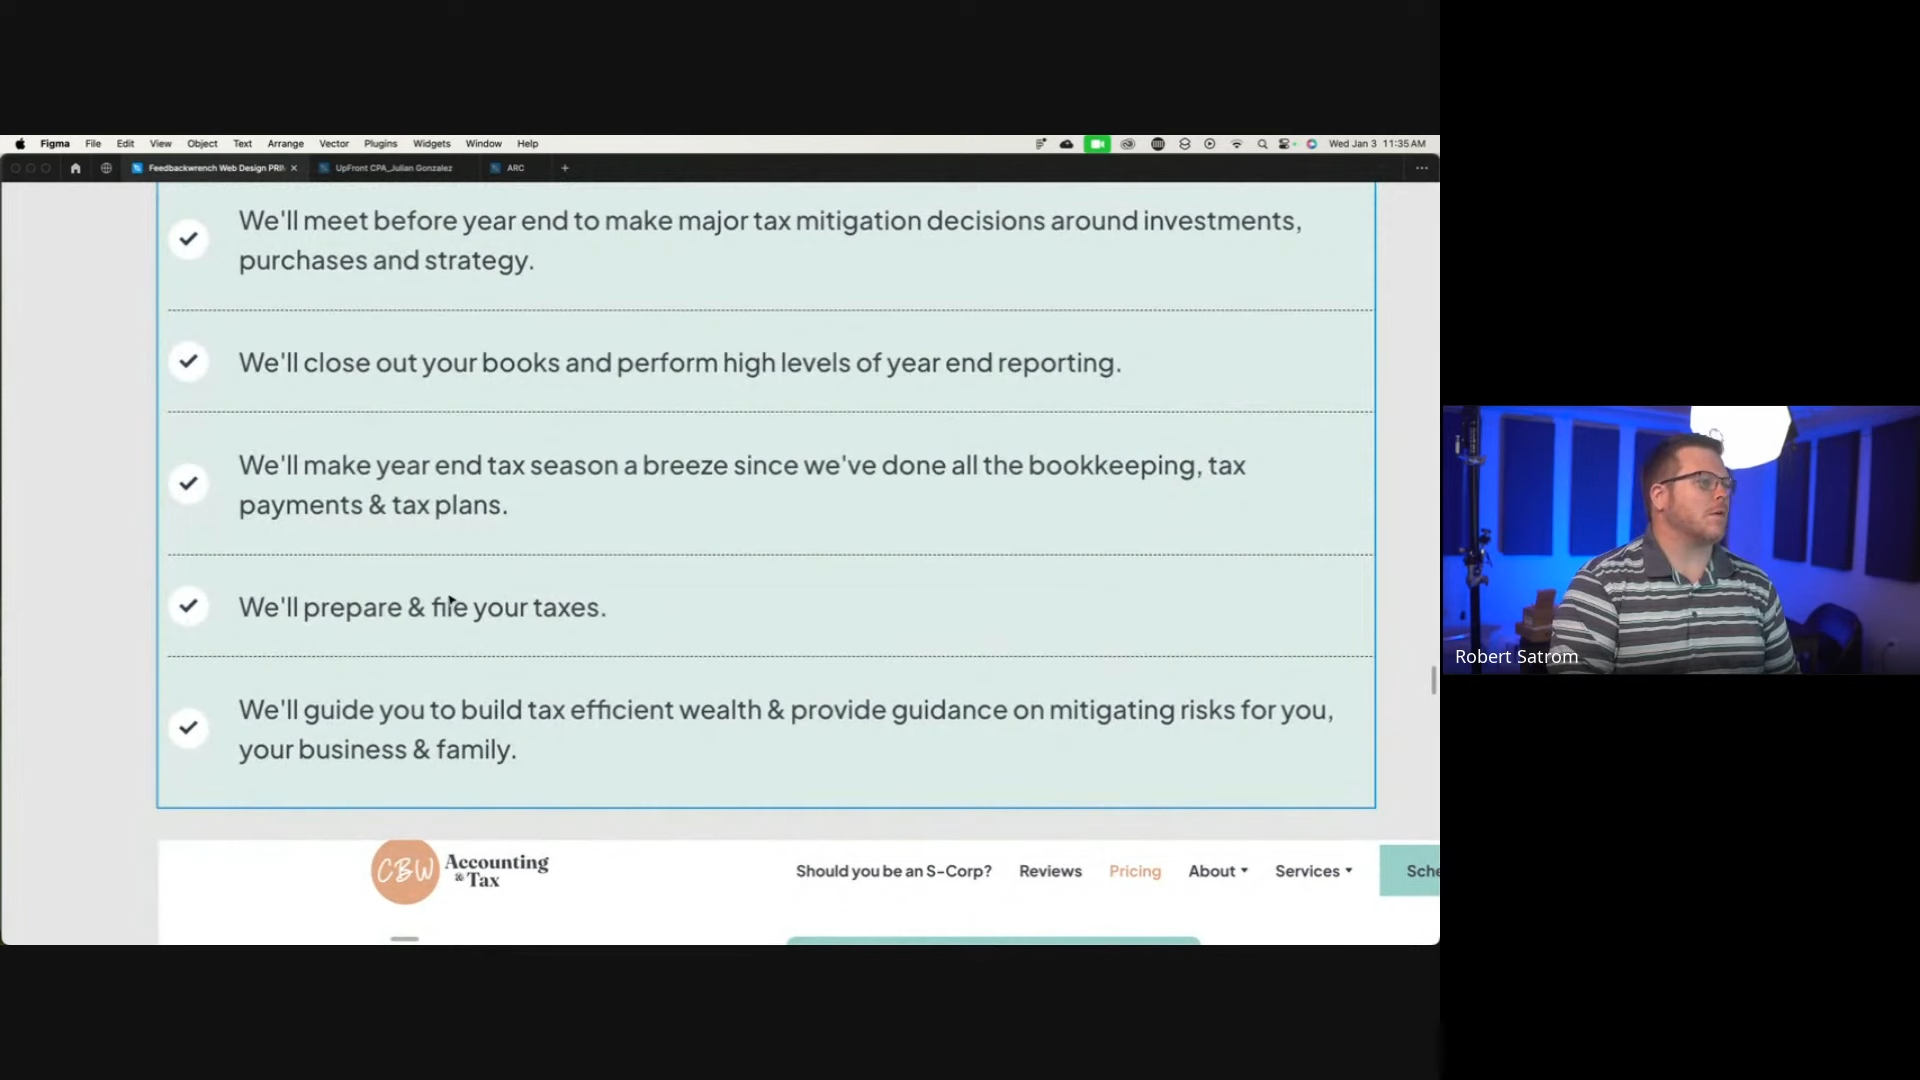 Figma File Edit View Object Text Arrange Vector Plugins Widgets Window Help Wed Jan 3 11:35 AM
Feedbackwrench Web Design PRI UpFront CPA_Julian Gonzalez ARC
We'll meet before year end to make major tax mitigation decisions around investments,
purchases and strategy.
We'll close out your books and perform high levels of year end reporting.
We'll make year end tax season a breeze since we've done all the bookkeeping, tax
payments & tax plans.
We'll prepare & file your taxes.
We'll guide you to build tax efficient wealth & provide guidance on mitigating risks for you,
your business & family.
CBW Accounting
& Tax
Should you be an S-Corp? Reviews Pricing About Services Sche
Robert Satrom